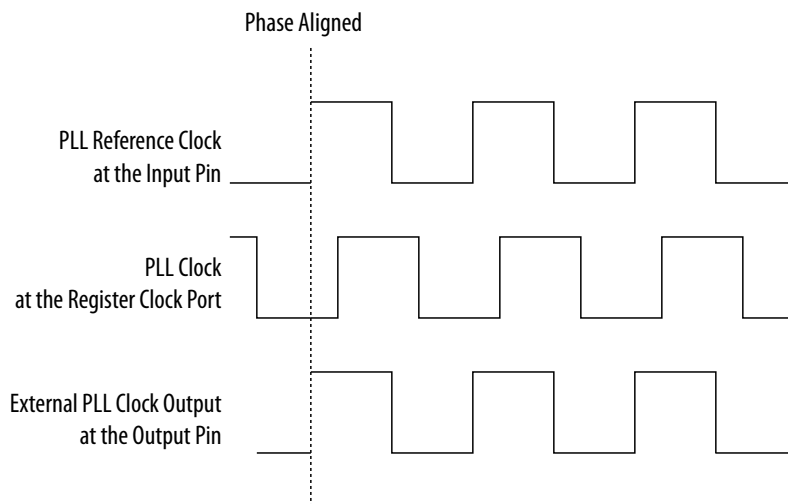 Phase Aligned
PLL Reference Clock
at the Input Pin
PLL Clock
at the Register Clock Port
External PLL Clock Output
at the Output Pin